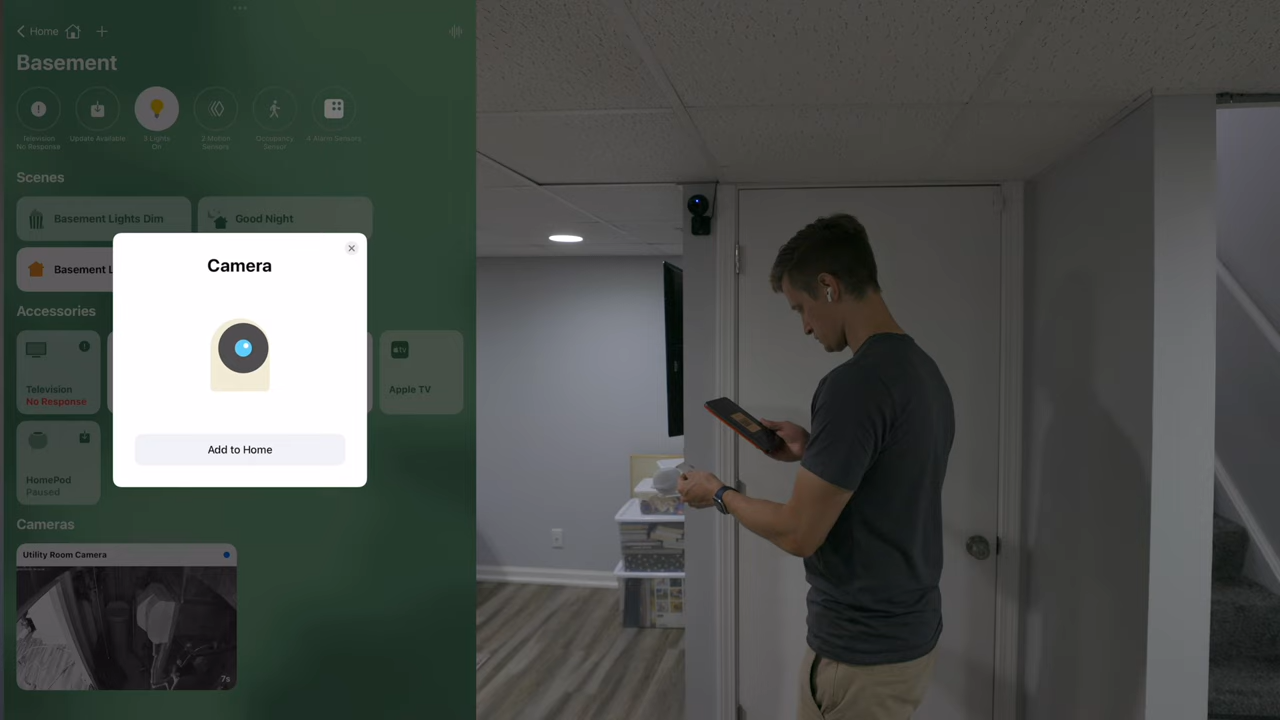 Home
Basement
Television
No Response
Update Available
3 Lights
On
2 Motion
Sensors
Occupancy
Sensor
4 Alarm Sensors
Scenes
Basement Lights Dim
Good Night
Basement L
Camera
Add to Home
Accessories
Television
No Response
tv
Apple TV
HomePod
Paused
Cameras
Utility Room Camera
7s